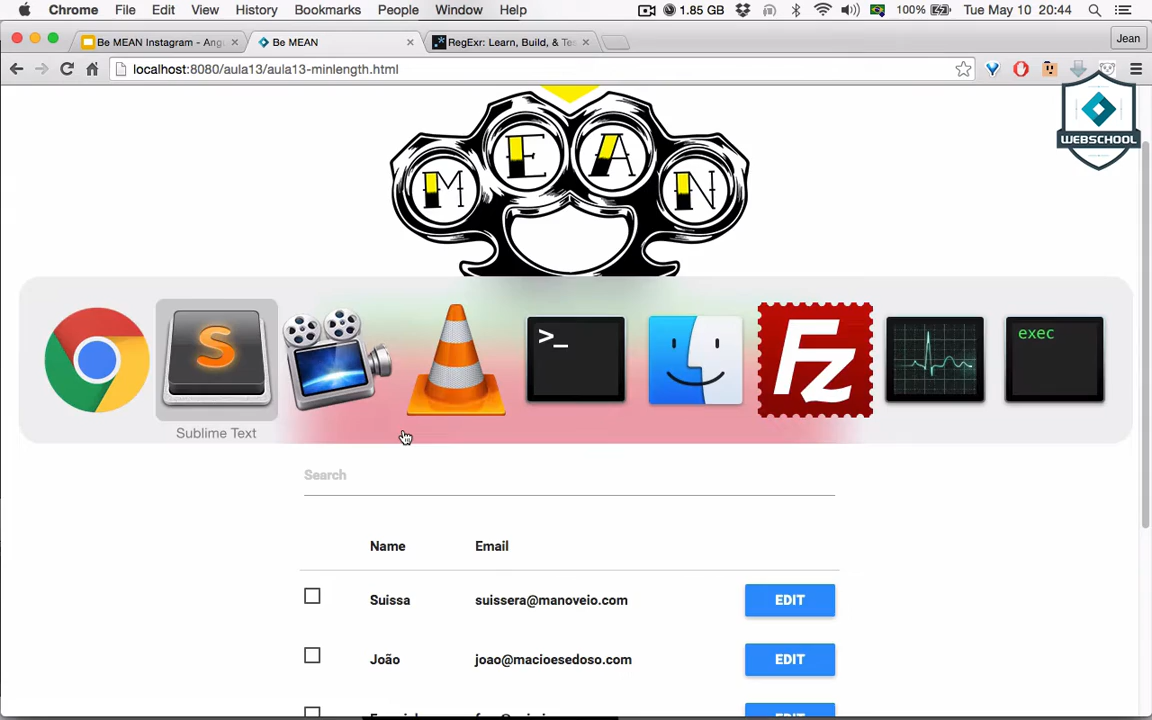 Chrome File Edit View History Bookmarks People Window Help 1.85 GB 100% Tue May 10 20:44
Be MEAN Instagram - Ang
Be MEAN
RegExr: Learn, Build, & Te
Jean
localhost:8080/aula13/aula13-minlength.html
WEBSCHOOL
M E A N
S
>_
FZ
exec
Sublime Text
Search
Name Email
Suissa suissera@manoveio.com EDIT
João joao@macioesedoso.com EDIT